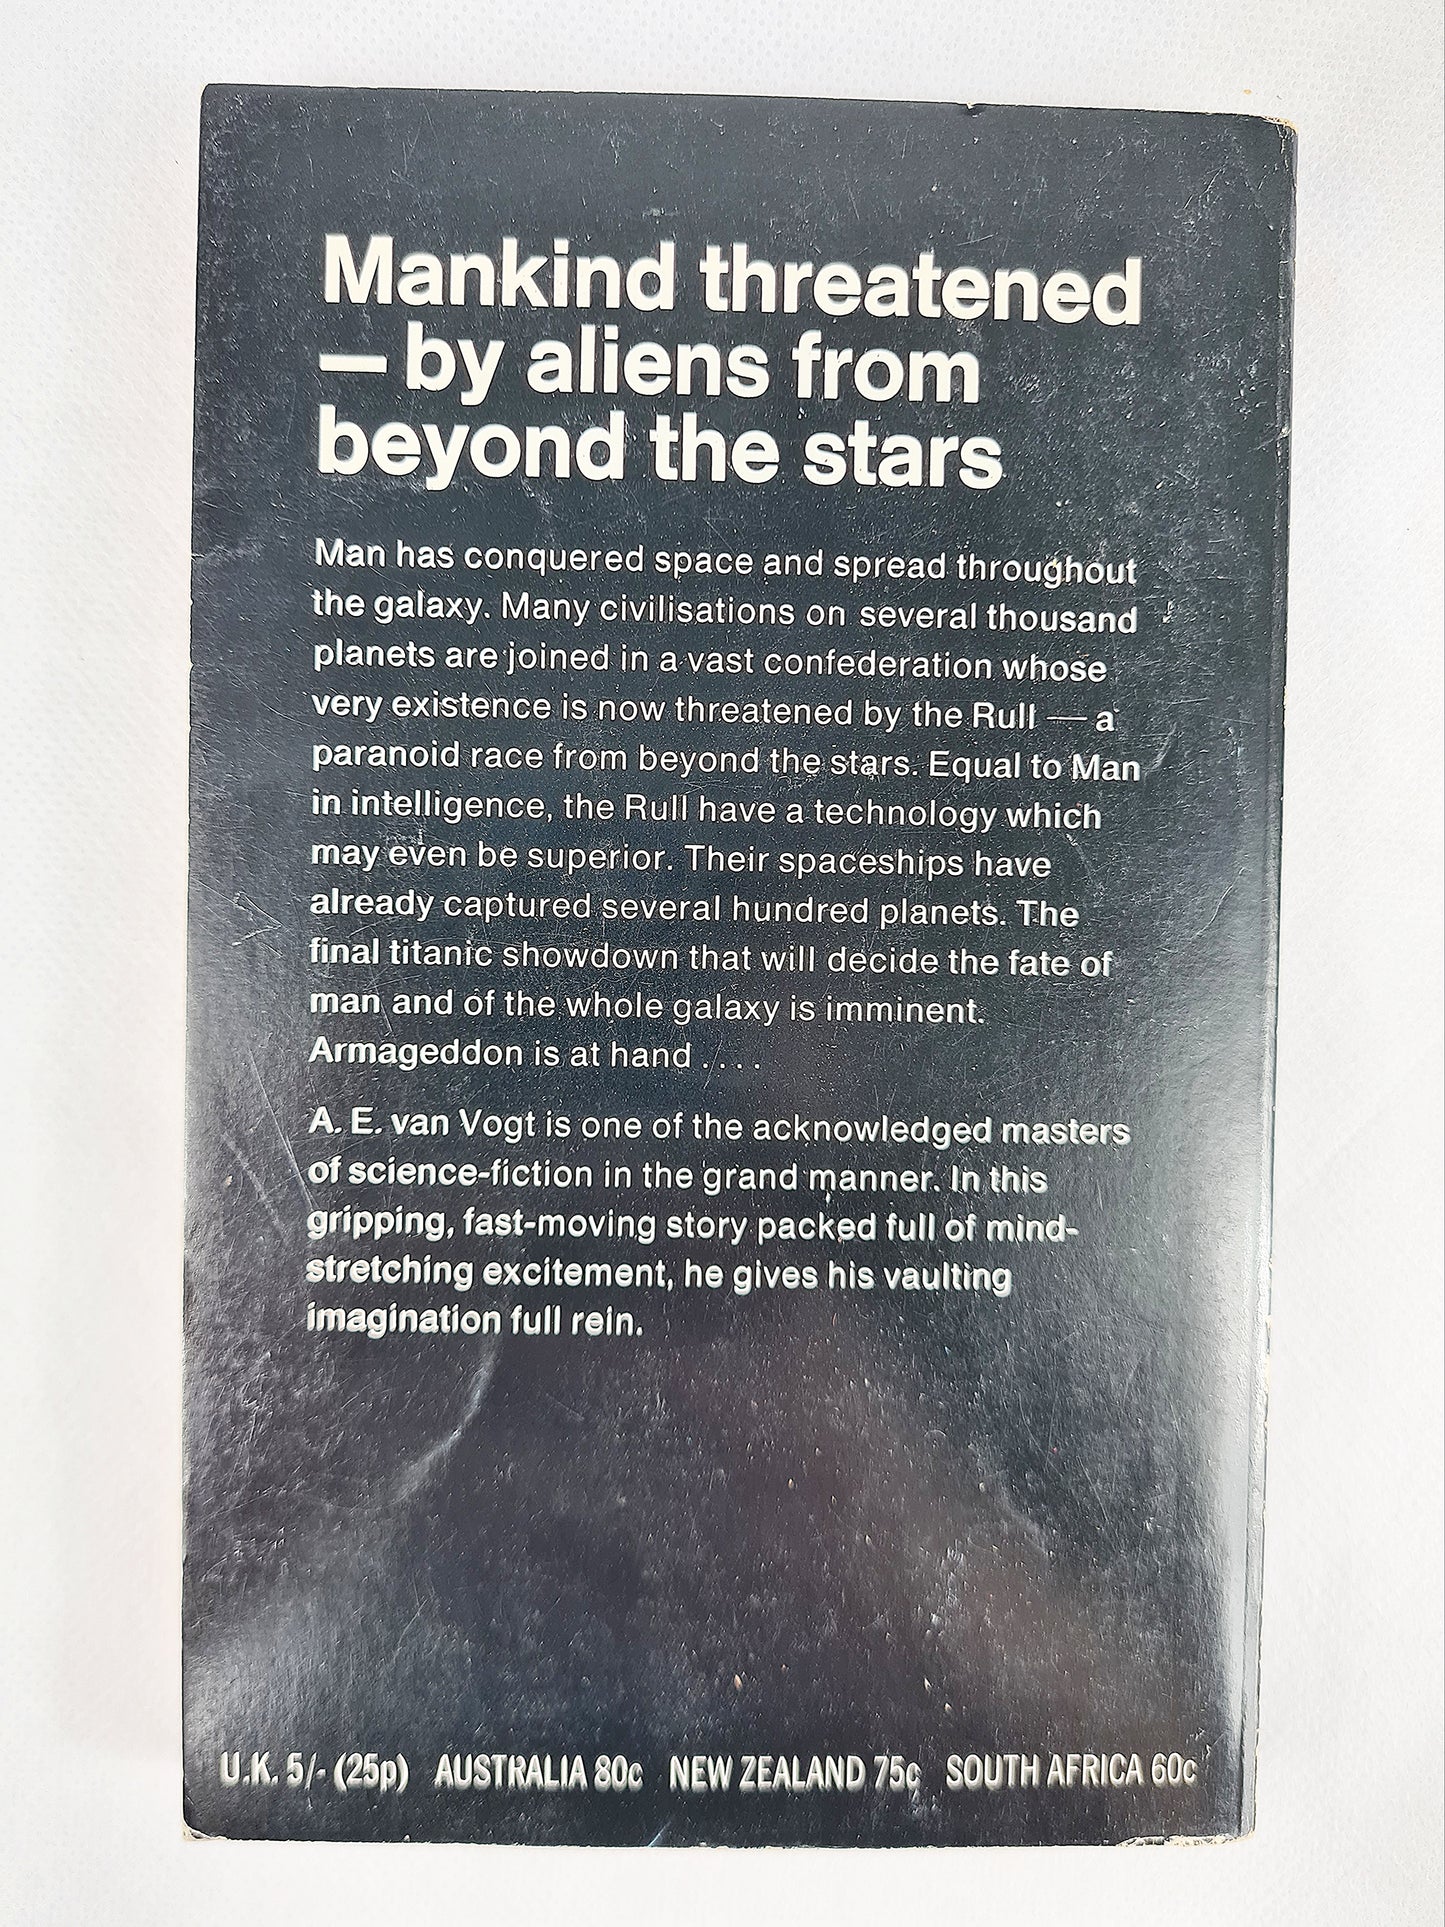 Mankind threatened
— by aliens from
beyond the stars
Man has conquered space and spread throughout
the galaxy. Many civilisations on several thousand
planets are joined in a vast confederation whose
very existence is now threatened by the Rull — a
paranoid race from beyond the stars. Equal to Man
in intelligence, the Rull have a technology which
may even be superior. Their spaceships have
already captured several hundred planets. The
final titanic showdown that will decide the fate of
man and of the whole galaxy is imminent.
Armageddon is at hand . . . .
A. E. van Vogt is one of the acknowledged masters
of science-fiction in the grand manner. In this
gripping, fast-moving story packed full of mind-
stretching excitement, he gives his vaulting
imagination full rein.
U.K. 5/- (25p) AUSTRALIA 80c NEW ZEALAND 75c SOUTH AFRICA 60c